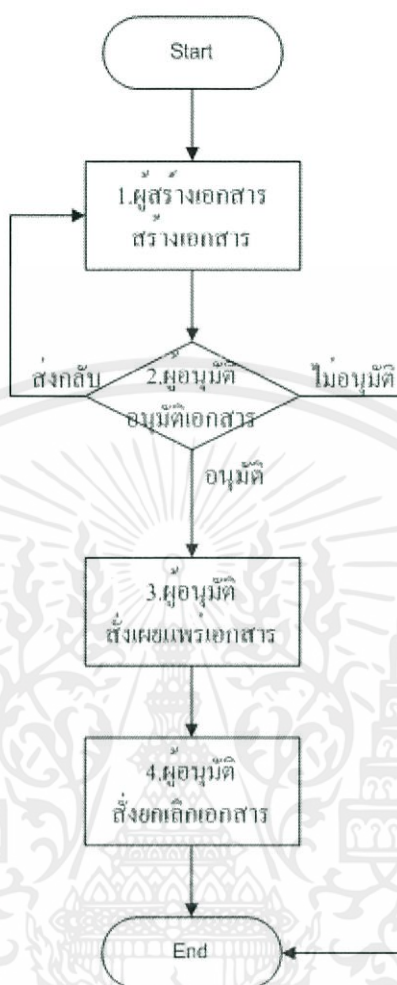 Start
1.ผู้สร้างเอกสาร
สร้างเอกสาร
ส่งกลับ
2.ผู้อนุมัติ
ไม่อนุมัติ
อนุมัติเอกสาร
อนุมัติ
3.ผู้อนุมัติ
สั่งเผยแพร่เอกสาร
4.ผู้อนุมัติ
สั่งยกเลิกเอกสาร
End